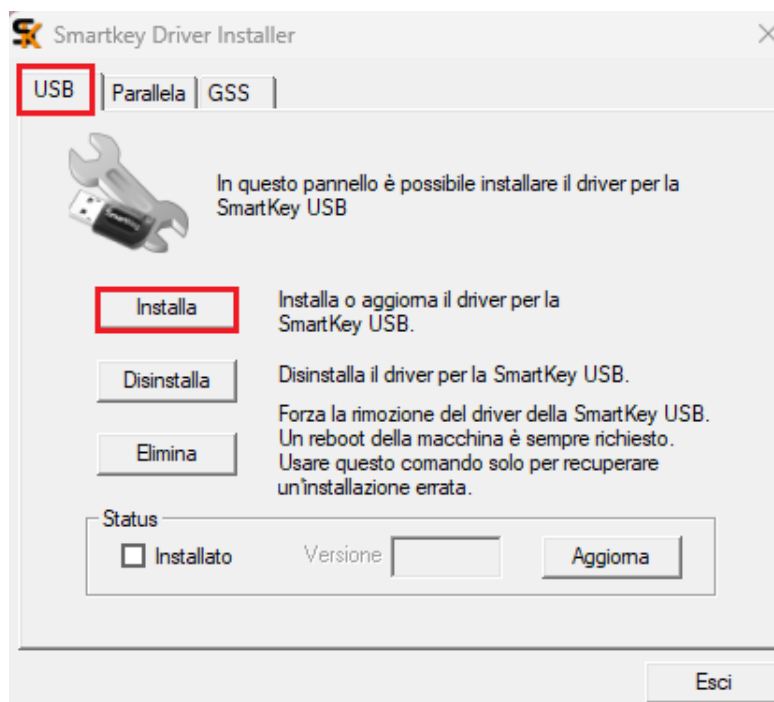 Smartkey Driver Installer
USB
Parallela
GSS
In questo pannello è possibile installare il driver per la
SmartKey USB
Installa
Installa o aggiorna il driver per la
SmartKey USB.
Disinstalla
Disinstalla il driver per la SmartKey USB.
Elimina
Forza la rimozione del driver della SmartKey USB.
Un reboot della macchina è sempre richiesto.
Usare questo comando solo per recuperare
un'installazione errata.
Status
Installato
Versione
Aggiorna
Esci